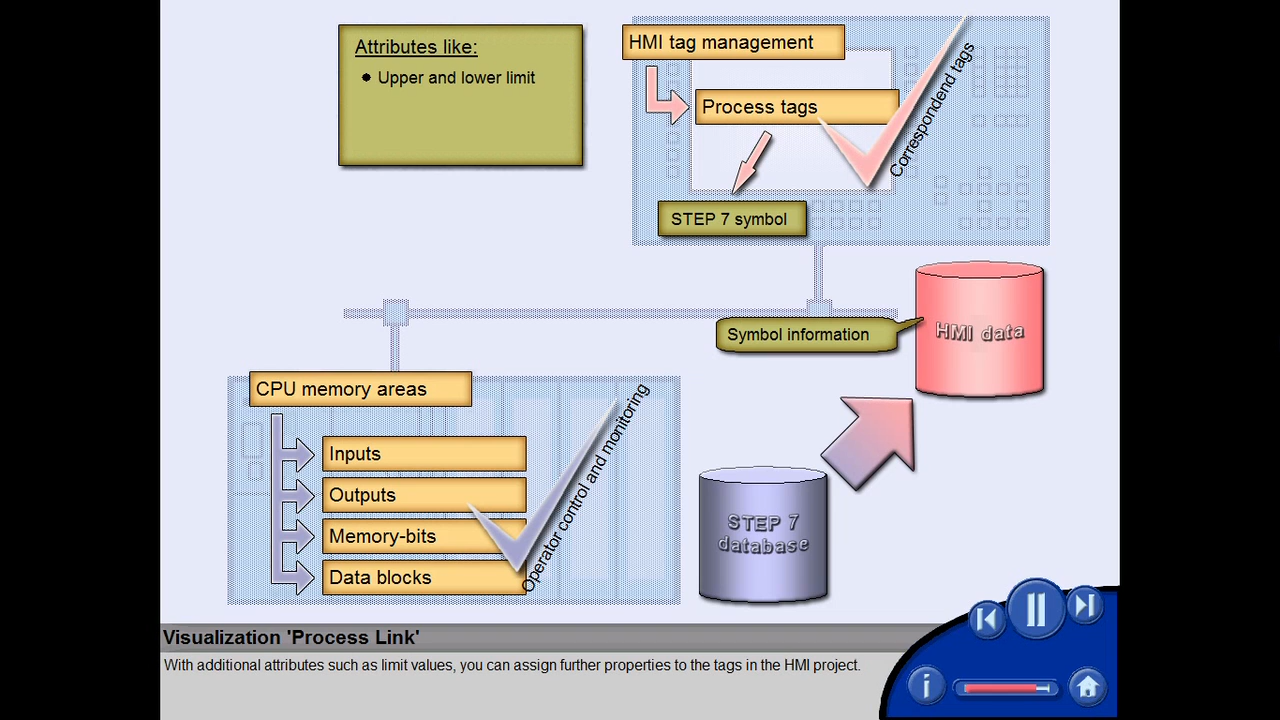 Attributes like:
● Upper and lower limit
HMI tag management
Process tags
Correspondend tags
STEP 7 symbol
Symbol information
HMI data
CPU memory areas
Inputs
Outputs
Memory-bits
Data blocks
Operator control and monitoring
STEP 7
database
Visualization 'Process Link'
With additional attributes such as limit values, you can assign further properties to the tags in the HMI project.
i